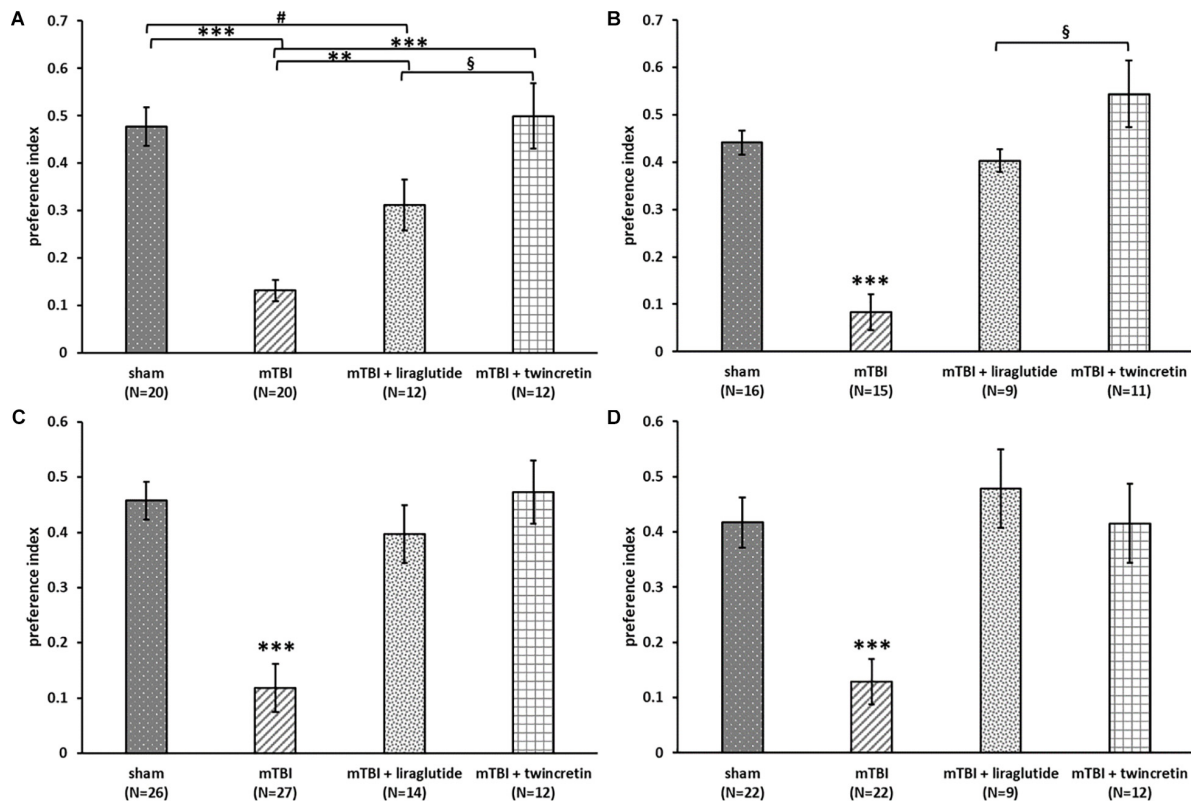 A
0.7
0.6
0.5
0.4
0.3
0.2
0.1
0
preference index
#
***
***
**
§
sham
(N=20)
mTBI
(N=20)
mTBI + liraglutide
(N=12)
mTBI + twincretin
(N=12)
B
0.7
0.6
0.5
0.4
0.3
0.2
0.1
0
preference index
§
***
sham
(N=16)
mTBI
(N=15)
mTBI + liraglutide
(N=9)
mTBI + twincretin
(N=11)
C
0.6
0.5
0.4
0.3
0.2
0.1
0
preference index
***
sham
(N=26)
mTBI
(N=27)
mTBI + liraglutide
(N=14)
mTBI + twincretin
(N=12)
D
0.6
0.5
0.4
0.3
0.2
0.1
0
preference index
***
sham
(N=22)
mTBI
(N=22)
mTBI + liraglutide
(N=9)
mTBI + twincretin
(N=12)